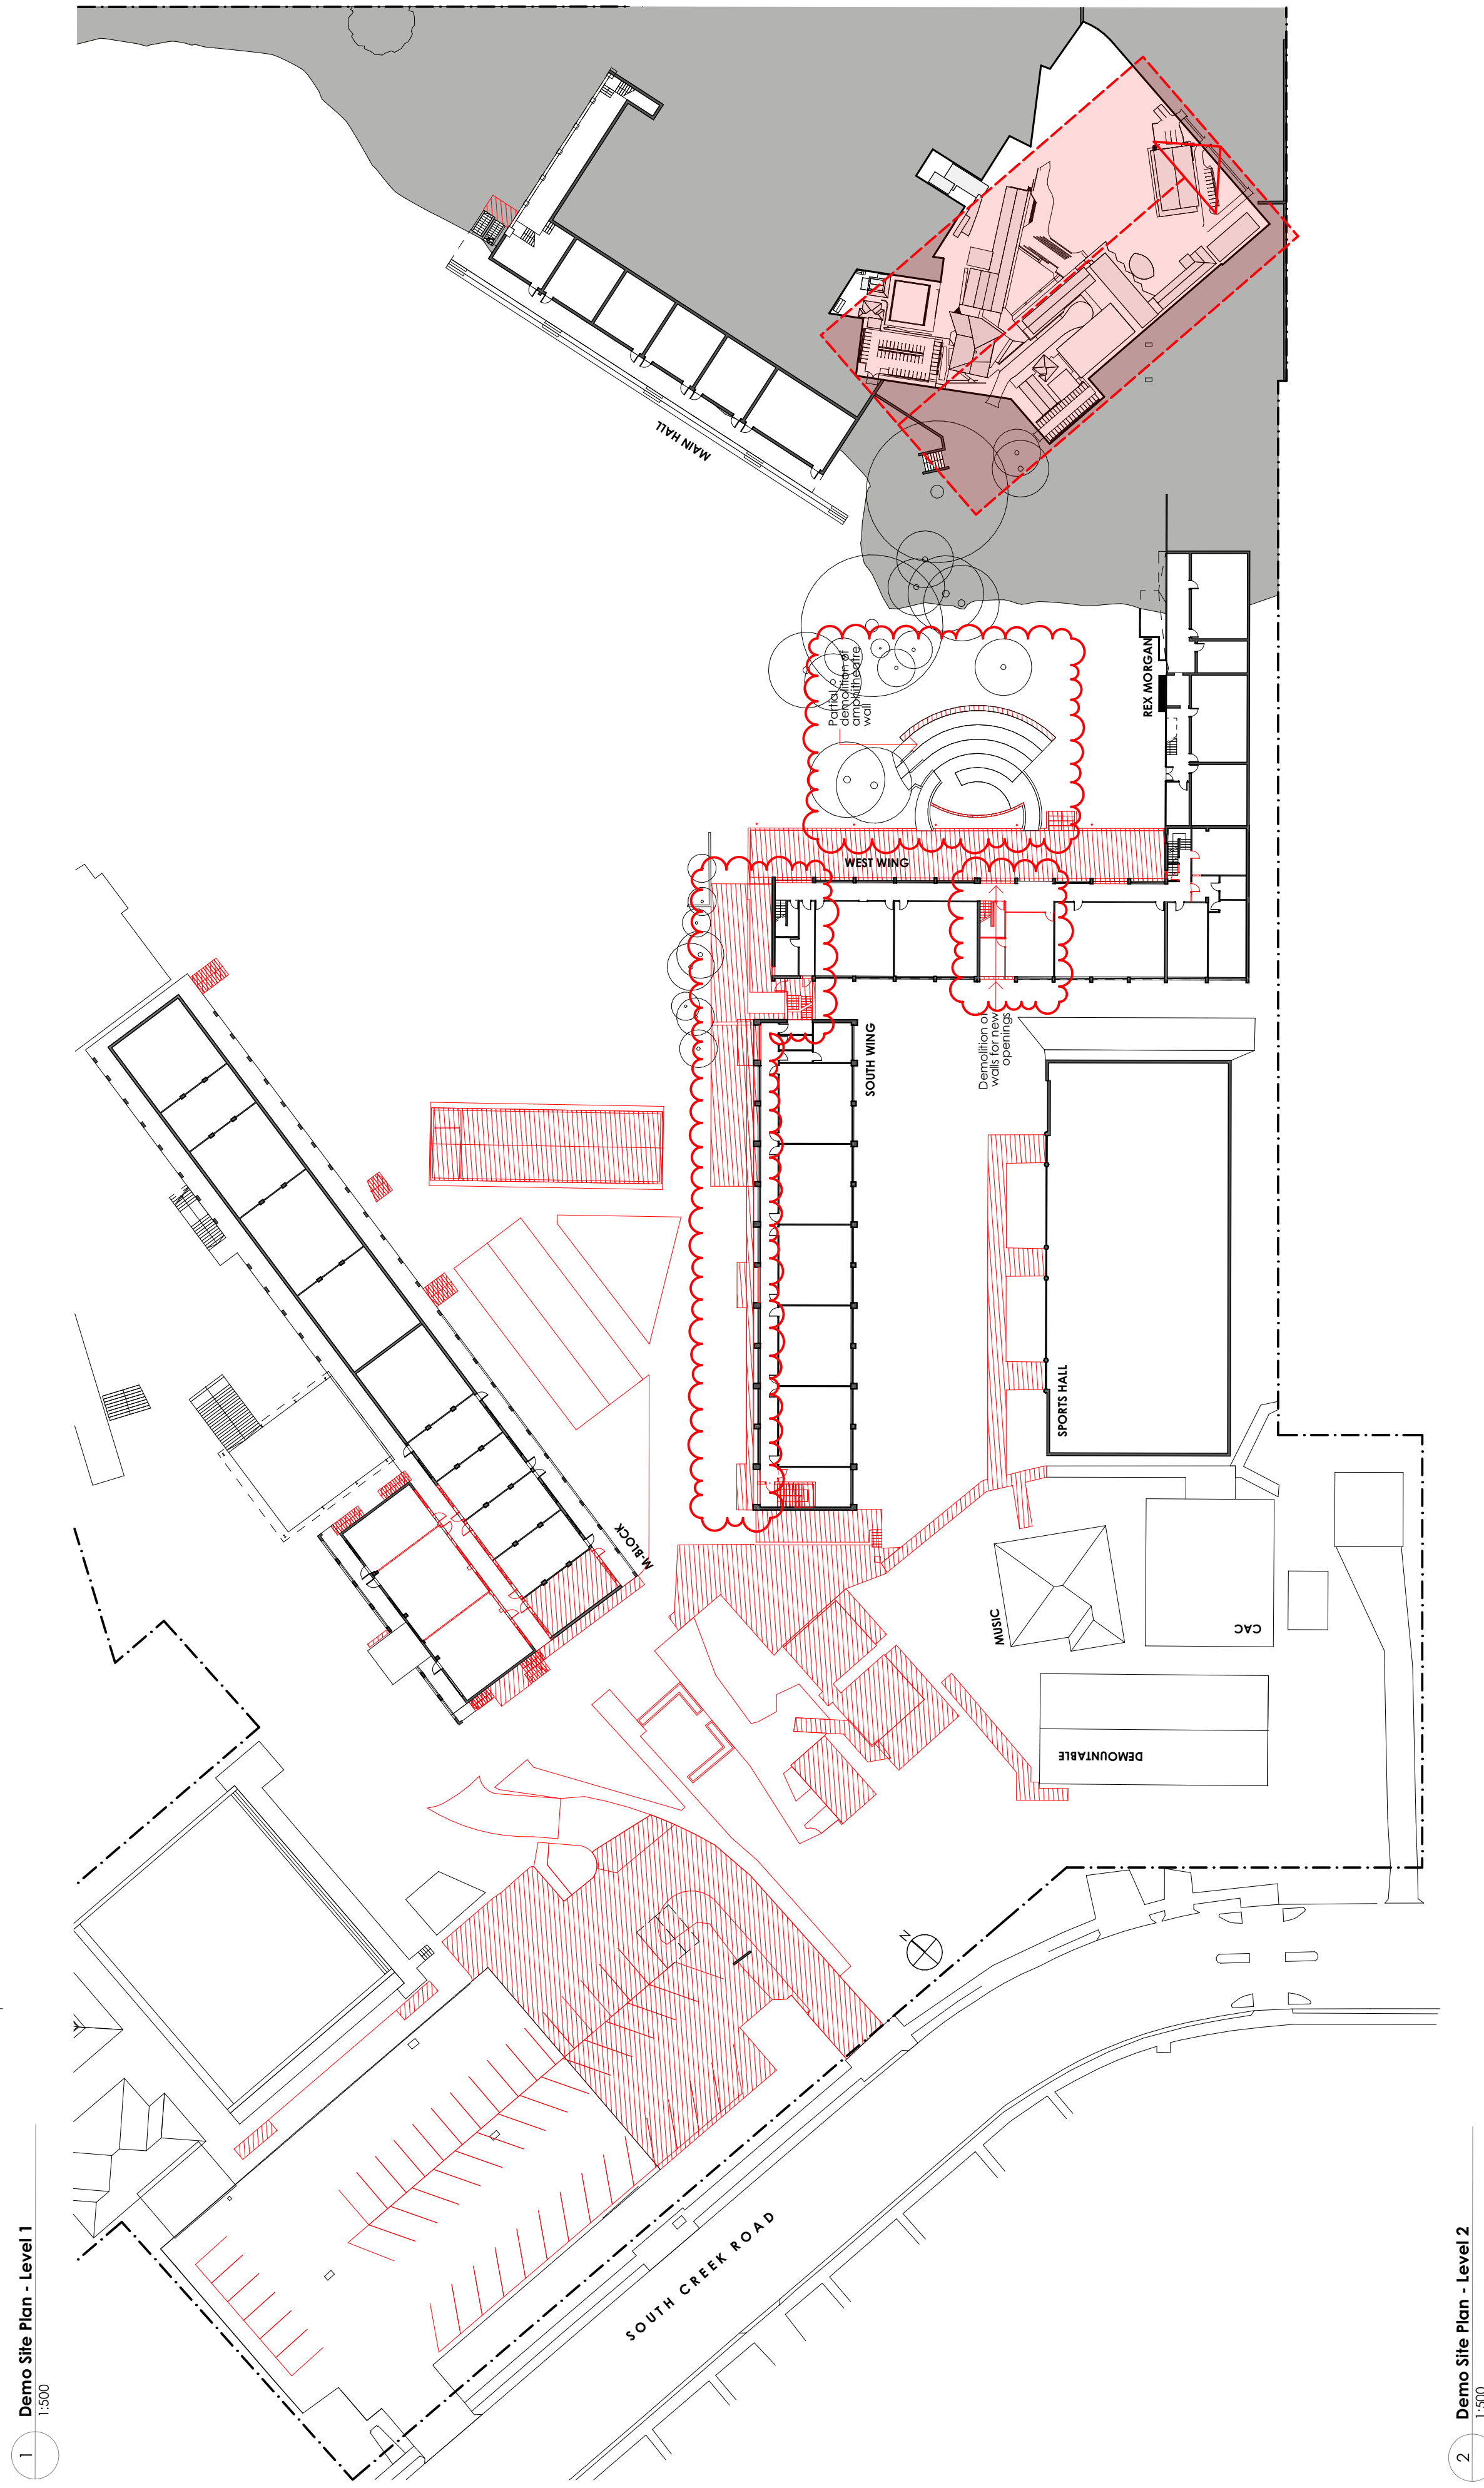 MAIN HALL
REX MORGAN
Partial
demolition of
amphitheatre
wall
WEST WING
SOUTH WING
Demolition of
walls for new
openings
SPORTS HALL
M-BLOCK
MUSIC
CAC
DEMOUNTABLE
N
SOUTH CREEK ROAD
1
Demo Site Plan - Level 1
1:500
2
Demo Site Plan - Level 2
1:500